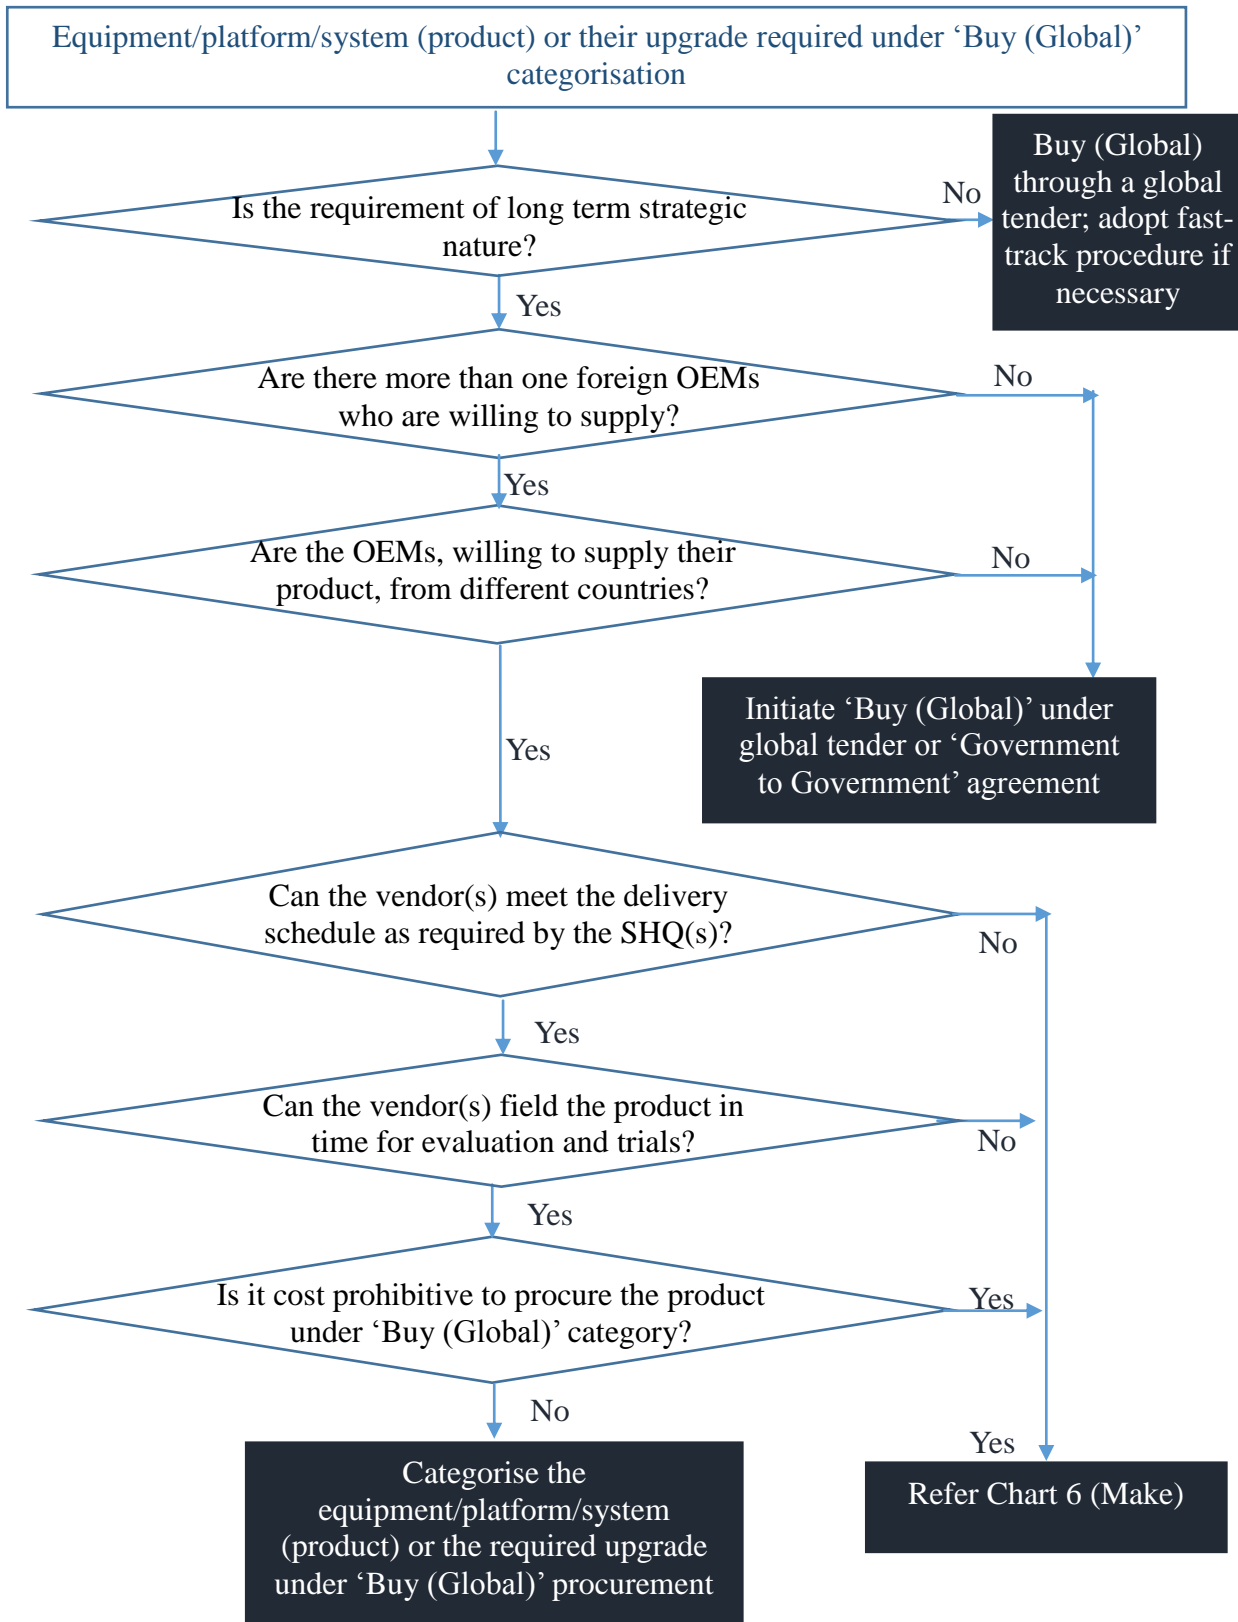 Equipment/platform/system (product) or their upgrade required under ‘Buy (Global)’
categorisation
Buy (Global)
through a global
tender; adopt fast-
track procedure if
necessary
No
Is the requirement of long term strategic
nature?
Yes
Are there more than one foreign OEMs
who are willing to supply?
No
Yes
Are the OEMs, willing to supply their
product, from different countries?
No
Initiate ‘Buy (Global)’ under
global tender or ‘Government
to Government’ agreement
Yes
Can the vendor(s) meet the delivery
schedule as required by the SHQ(s)?
No
Yes
Can the vendor(s) field the product in
time for evaluation and trials?
No
Yes
Is it cost prohibitive to procure the product
under ‘Buy (Global)’ category?
Yes
No
Yes
Categorise the
equipment/platform/system
(product) or the required upgrade
under ‘Buy (Global)’ procurement
Refer Chart 6 (Make)